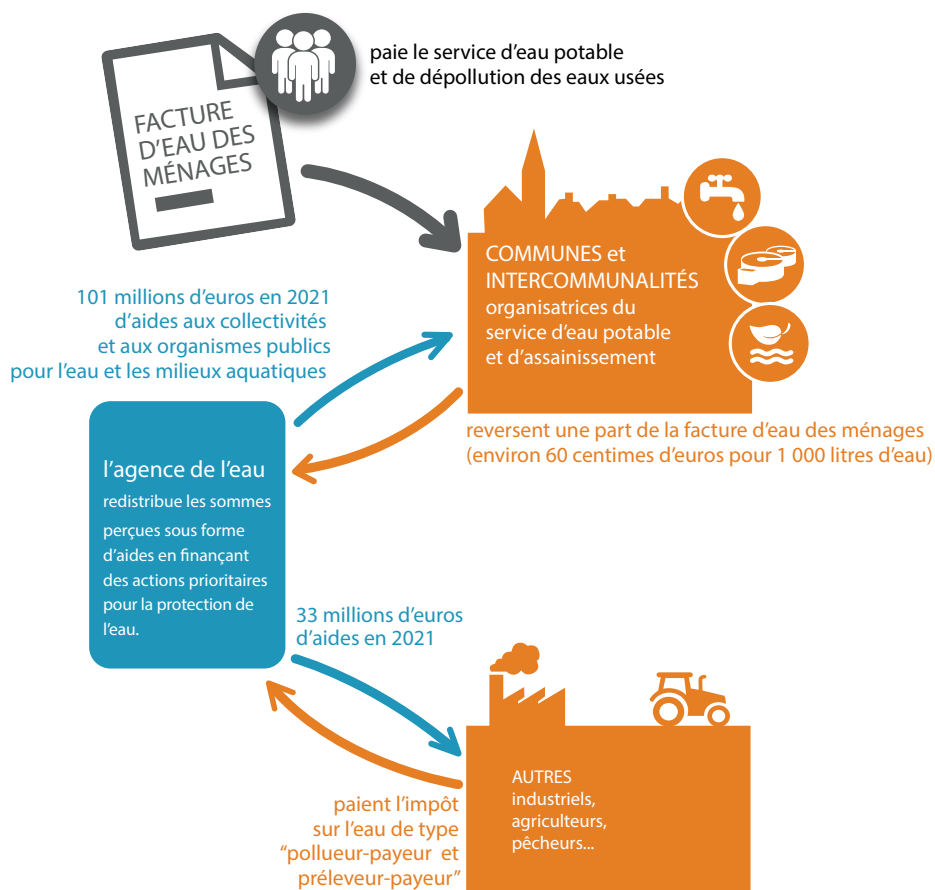 paie le service d'eau potable
et de dépollution des eaux usées
FACTURE
D'EAU DES
MÉNAGES
COMMUNES et
INTERCOMMUNALITÉS
organisatrices du
service d'eau potable
et d'assainissement
101 millions d'euros en 2021
d'aides aux collectivités
et aux organismes publics
pour l'eau et les milieux aquatiques
reversent une part de la facture d'eau des ménages
(environ 60 centimes d'euros pour 1 000 litres d'eau)
l'agence de l'eau
redistribue les sommes
perçues sous forme
d'aides en finançant
des actions prioritaires
pour la protection de
l'eau.
33 millions d'euros
d'aides en 2021
AUTRES
industriels,
agriculteurs,
pêcheurs...
paient l'impôt
sur l'eau de type
"pollueur-payeur et
préleveur-payeur"